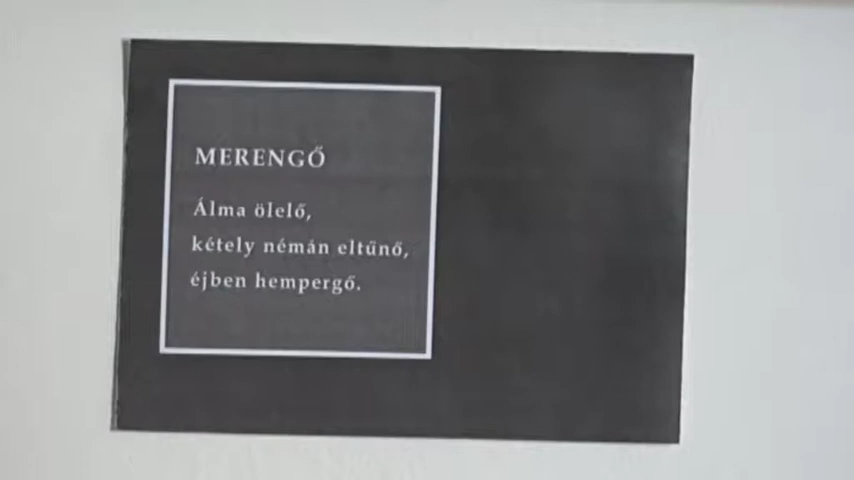 MERENGŐ
Álma ölelő,
kétely némán eltűnő,
éjben hempergő.